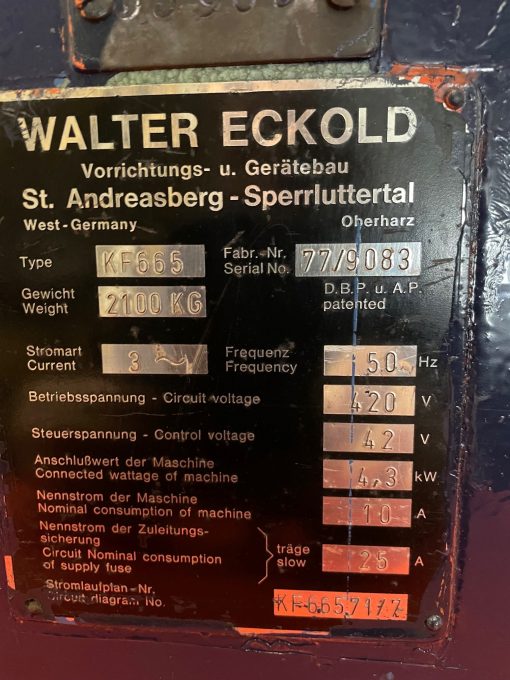 WALTER ECKOLD
Vorrichtungs- u. Gerätebau
St. Andreasberg - Sperrluttertal
West-Germany Oberharz
Type KF665 Fabr.-Nr. Serial No. 77/9083
Gewicht Weight 2100 KG D.B.P. u. A.P. patented
Stromart Current 3 ~ Frequenz Frequency 50 Hz
Betriebsspannung - Circuit voltage 420 V
Steuerspannung - Control voltage 42 V
Anschlußwert der Maschine
Connected wattage of machine 4,3 kW
Nennstrom der Maschine
Nominal consumption of machine 10 A
Nennstrom der Zuleitungs-
sicherung
Circuit Nominal consumption
of supply fuse
träge
slow 25 A
Stromlaufplan-Nr.
Circuit diagram No.